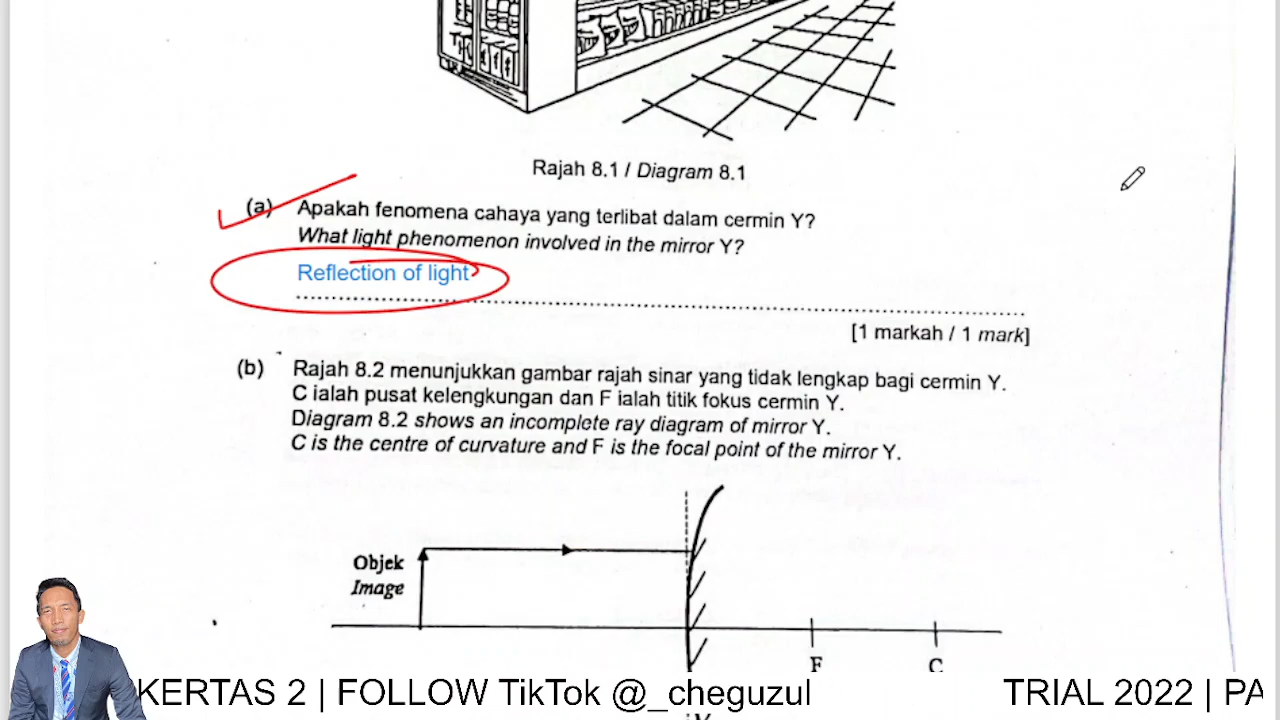 Rajah 8.1 / Diagram 8.1
(a) Apakah fenomena cahaya yang terlibat dalam cermin Y?
What light phenomenon involved in the mirror Y?
Reflection of light
[1 markah / 1 mark]
(b) Rajah 8.2 menunjukkan gambar rajah sinar yang tidak lengkap bagi cermin Y.
C ialah pusat kelengkungan dan F ialah titik fokus cermin Y.
Diagram 8.2 shows an incomplete ray diagram of mirror Y.
C is the centre of curvature and F is the focal point of the mirror Y.
Objek
Image
F C
KERTAS 2 | FOLLOW TikTok @_cheguzul TRIAL 2022 | PA